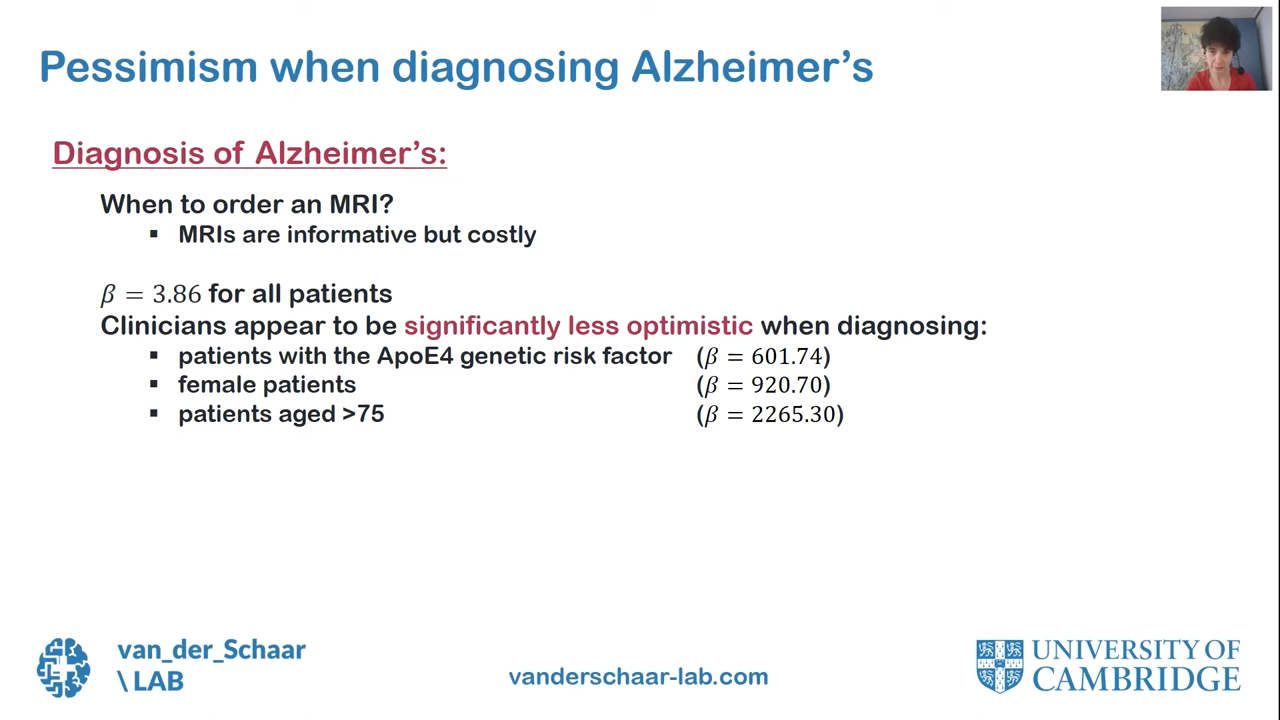 Pessimism when diagnosing Alzheimer's
Diagnosis of Alzheimer's:
When to order an MRI?
▪ MRIs are informative but costly
β = 3.86 for all patients
Clinicians appear to be significantly less optimistic when diagnosing:
▪ patients with the ApoE4 genetic risk factor (β = 601.74)
▪ female patients (β = 920.70)
▪ patients aged >75 (β = 2265.30)
van_der_Schaar
\ LAB
vanderschaar-lab.com
UNIVERSITY OF
CAMBRIDGE